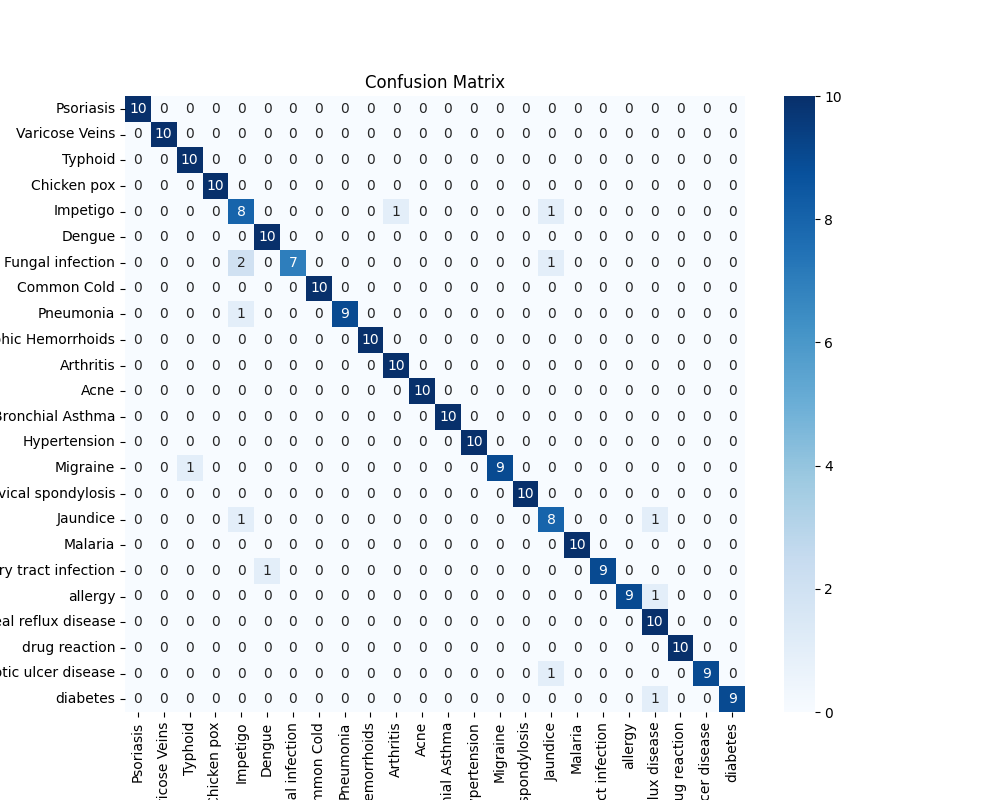 Confusion Matrix
Psoriasis 10 0 0 0 0 0 0 0 0 0 0 0 0 0 0 0 0 0 0 0 0 0 0 0
Varicose Veins 0 10 0 0 0 0 0 0 0 0 0 0 0 0 0 0 0 0 0 0 0 0 0 0
Typhoid 0 0 10 0 0 0 0 0 0 0 0 0 0 0 0 0 0 0 0 0 0 0 0 0
Chicken pox 0 0 0 10 0 0 0 0 0 0 0 0 0 0 0 0 0 0 0 0 0 0 0 0
Impetigo 0 0 0 0 8 0 0 0 0 0 1 0 0 0 0 0 1 0 0 0 0 0 0 0
Dengue 0 0 0 0 0 10 0 0 0 0 0 0 0 0 0 0 0 0 0 0 0 0 0 0
Fungal infection 0 0 0 0 2 0 7 0 0 0 0 0 0 0 0 0 1 0 0 0 0 0 0 0
Common Cold 0 0 0 0 0 0 0 10 0 0 0 0 0 0 0 0 0 0 0 0 0 0 0 0
Pneumonia 0 0 0 0 1 0 0 0 9 0 0 0 0 0 0 0 0 0 0 0 0 0 0 0
hic Hemorrhoids 0 0 0 0 0 0 0 0 0 10 0 0 0 0 0 0 0 0 0 0 0 0 0 0
Arthritis 0 0 0 0 0 0 0 0 0 0 10 0 0 0 0 0 0 0 0 0 0 0 0 0
Acne 0 0 0 0 0 0 0 0 0 0 0 10 0 0 0 0 0 0 0 0 0 0 0 0
Bronchial Asthma 0 0 0 0 0 0 0 0 0 0 0 0 10 0 0 0 0 0 0 0 0 0 0 0
Hypertension 0 0 0 0 0 0 0 0 0 0 0 0 0 10 0 0 0 0 0 0 0 0 0 0
Migraine 0 0 1 0 0 0 0 0 0 0 0 0 0 0 9 0 0 0 0 0 0 0 0 0
vical spondylosis 0 0 0 0 0 0 0 0 0 0 0 0 0 0 0 10 0 0 0 0 0 0 0 0
Jaundice 0 0 0 0 1 0 0 0 0 0 0 0 0 0 0 0 8 0 0 0 1 0 0 0
Malaria 0 0 0 0 0 0 0 0 0 0 0 0 0 0 0 0 0 10 0 0 0 0 0 0
ry tract infection 0 0 0 0 0 1 0 0 0 0 0 0 0 0 0 0 0 0 9 0 0 0 0 0
allergy 0 0 0 0 0 0 0 0 0 0 0 0 0 0 0 0 0 0 0 9 1 0 0 0
eal reflux disease 0 0 0 0 0 0 0 0 0 0 0 0 0 0 0 0 0 0 0 0 10 0 0 0
drug reaction 0 0 0 0 0 0 0 0 0 0 0 0 0 0 0 0 0 0 0 0 0 10 0 0
ptic ulcer disease 0 0 0 0 0 0 0 0 0 0 0 0 0 0 0 0 1 0 0 0 0 0 9 0
diabetes 0 0 0 0 0 0 0 0 0 0 0 0 0 0 0 0 0 0 0 0 1 0 0 9
Psoriasis
ricose Veins
Typhoid
Chicken pox
Impetigo
Dengue
al infection
mmon Cold
Pneumonia
emorrhoids
Arthritis
Acne
ial Asthma
pertension
Migraine
spondylosis
Jaundice
Malaria
ct infection
allergy
lux disease
ug reaction
cer disease
diabetes
10
8
6
4
2
0